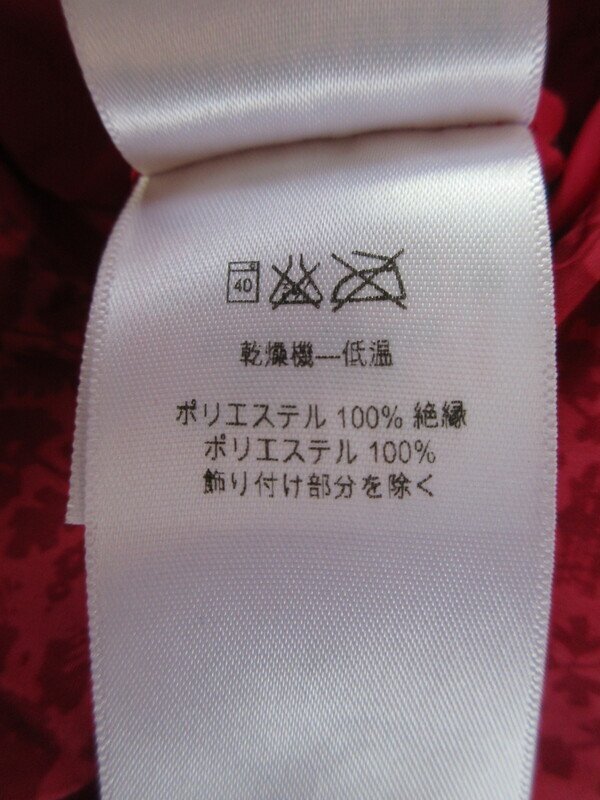 40
乾燥機—低温
ポリエステル 100% 絶縁
ポリエステル 100%
飾り付け部分を除く